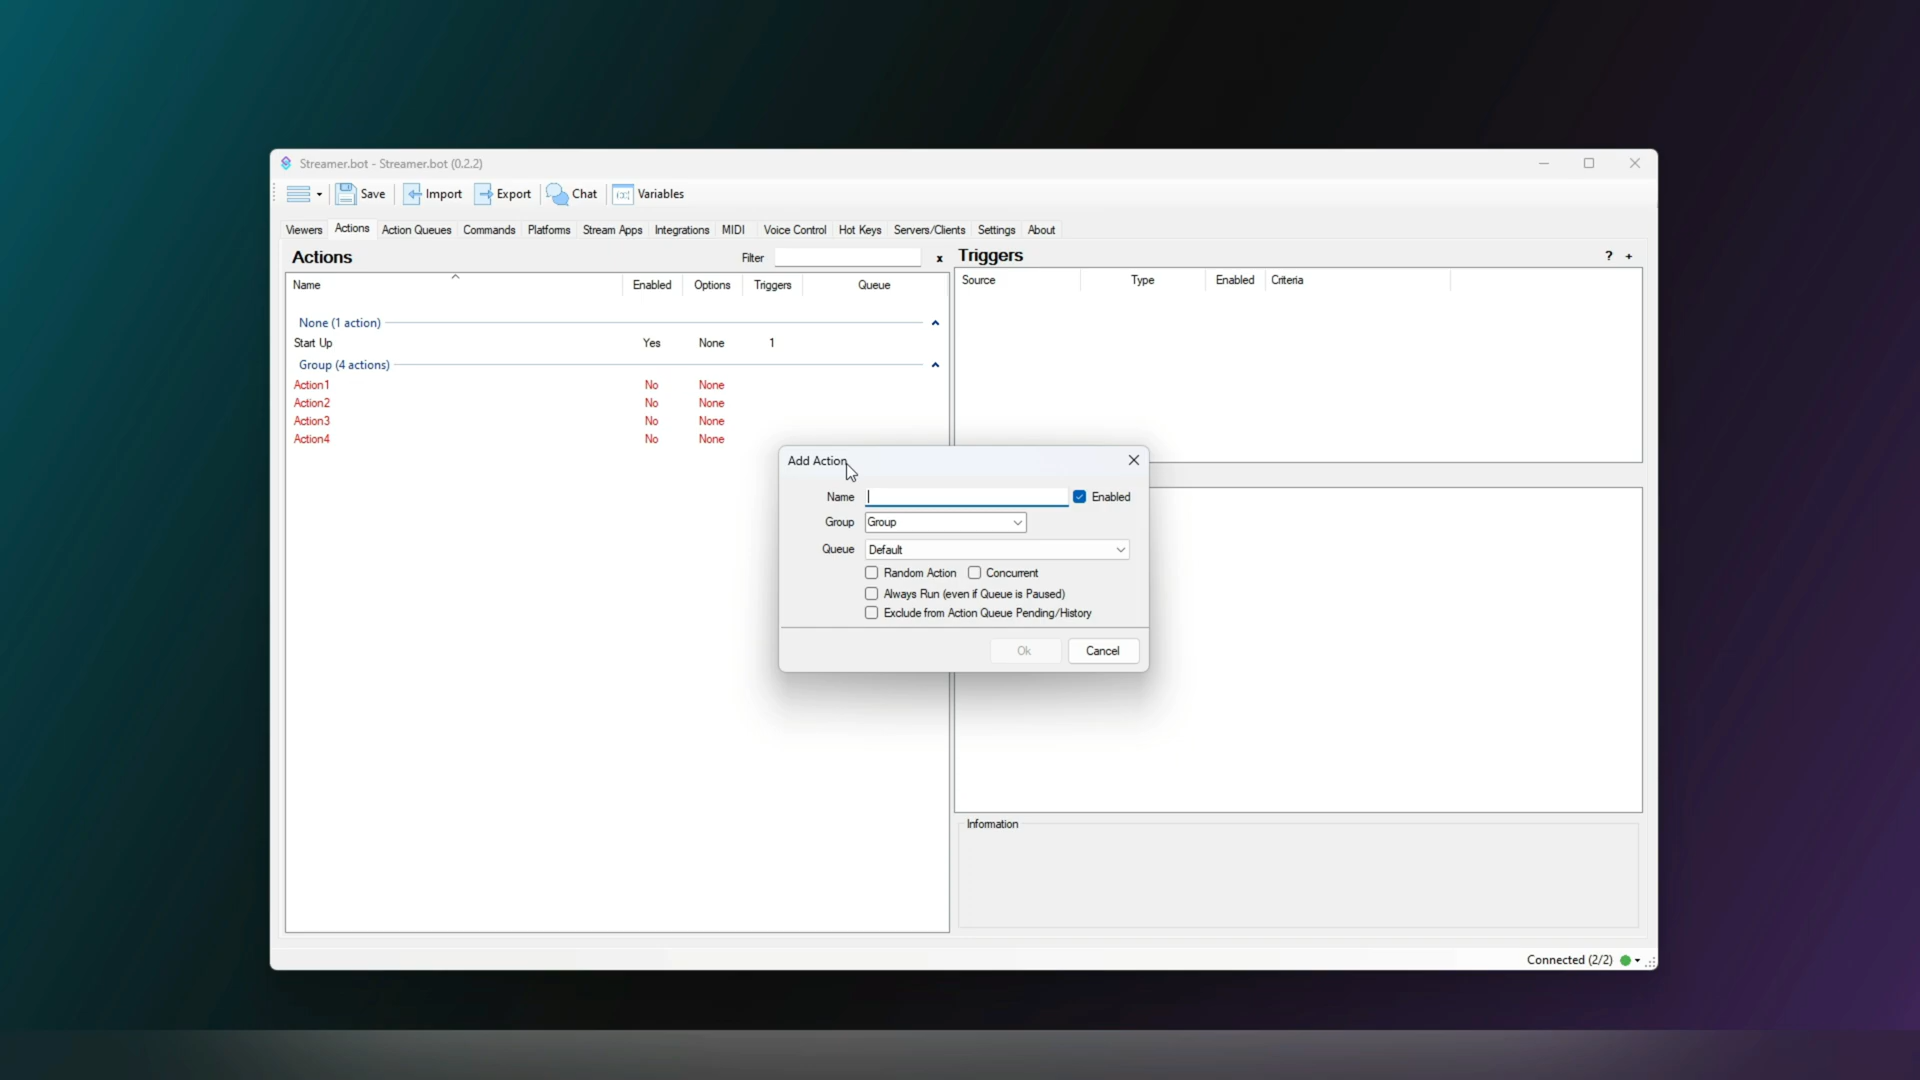 Streamer.bot - Streamer.bot (0.2.2)
Save Import Export Chat Variables
Viewers Actions Action Queues Commands Platforms Stream Apps Integrations MIDI Voice Control Hot Keys Servers/Clients Settings About
Actions Filter x
Name Enabled Options Triggers Queue
None (1 action)
Start Up Yes None 1
Group (4 actions)
Action1 No None
Action2 No None
Action3 No None
Action4 No None
Triggers ? +
Source Type Enabled Criteria
Add Action
Name Enabled
Group Group
Queue Default
Random Action Concurrent
Always Run (even if Queue is Paused)
Exclude from Action Queue Pending/History
Ok Cancel
Information
Connected (2/2)